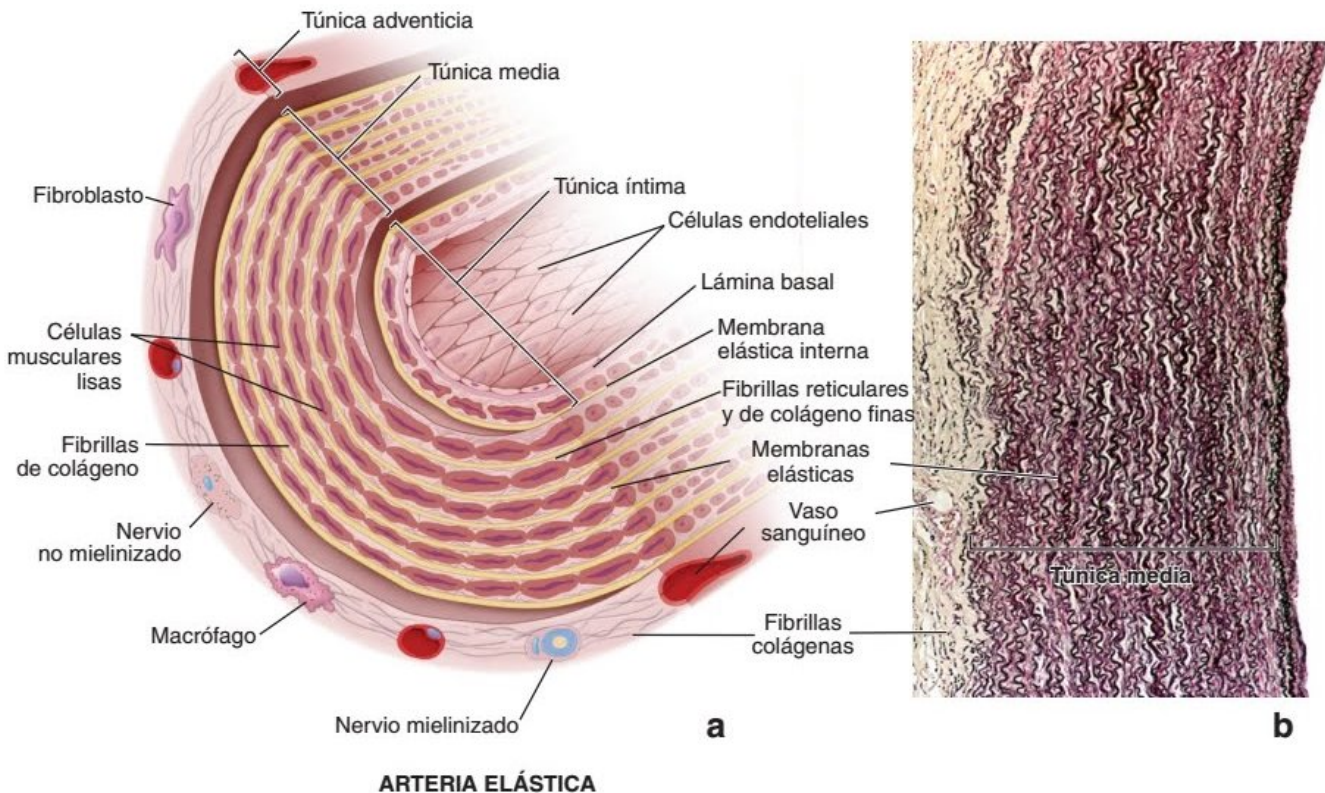 Túnica adventicia
Túnica media
Túnica íntima
Células endoteliales
Fibroblasto
Lámina basal
Membrana
elástica interna
Células
musculares
lisas
Fibrillas reticulares
y de colágeno finas
Fibrillas
de colágeno
Membranas
elásticas
Vaso
sanguíneo
Nervio
no mielinizado
Túnica media
Macrófago
Fibrillas
colágenas
Nervio mielinizado
a
b
ARTERIA ELÁSTICA